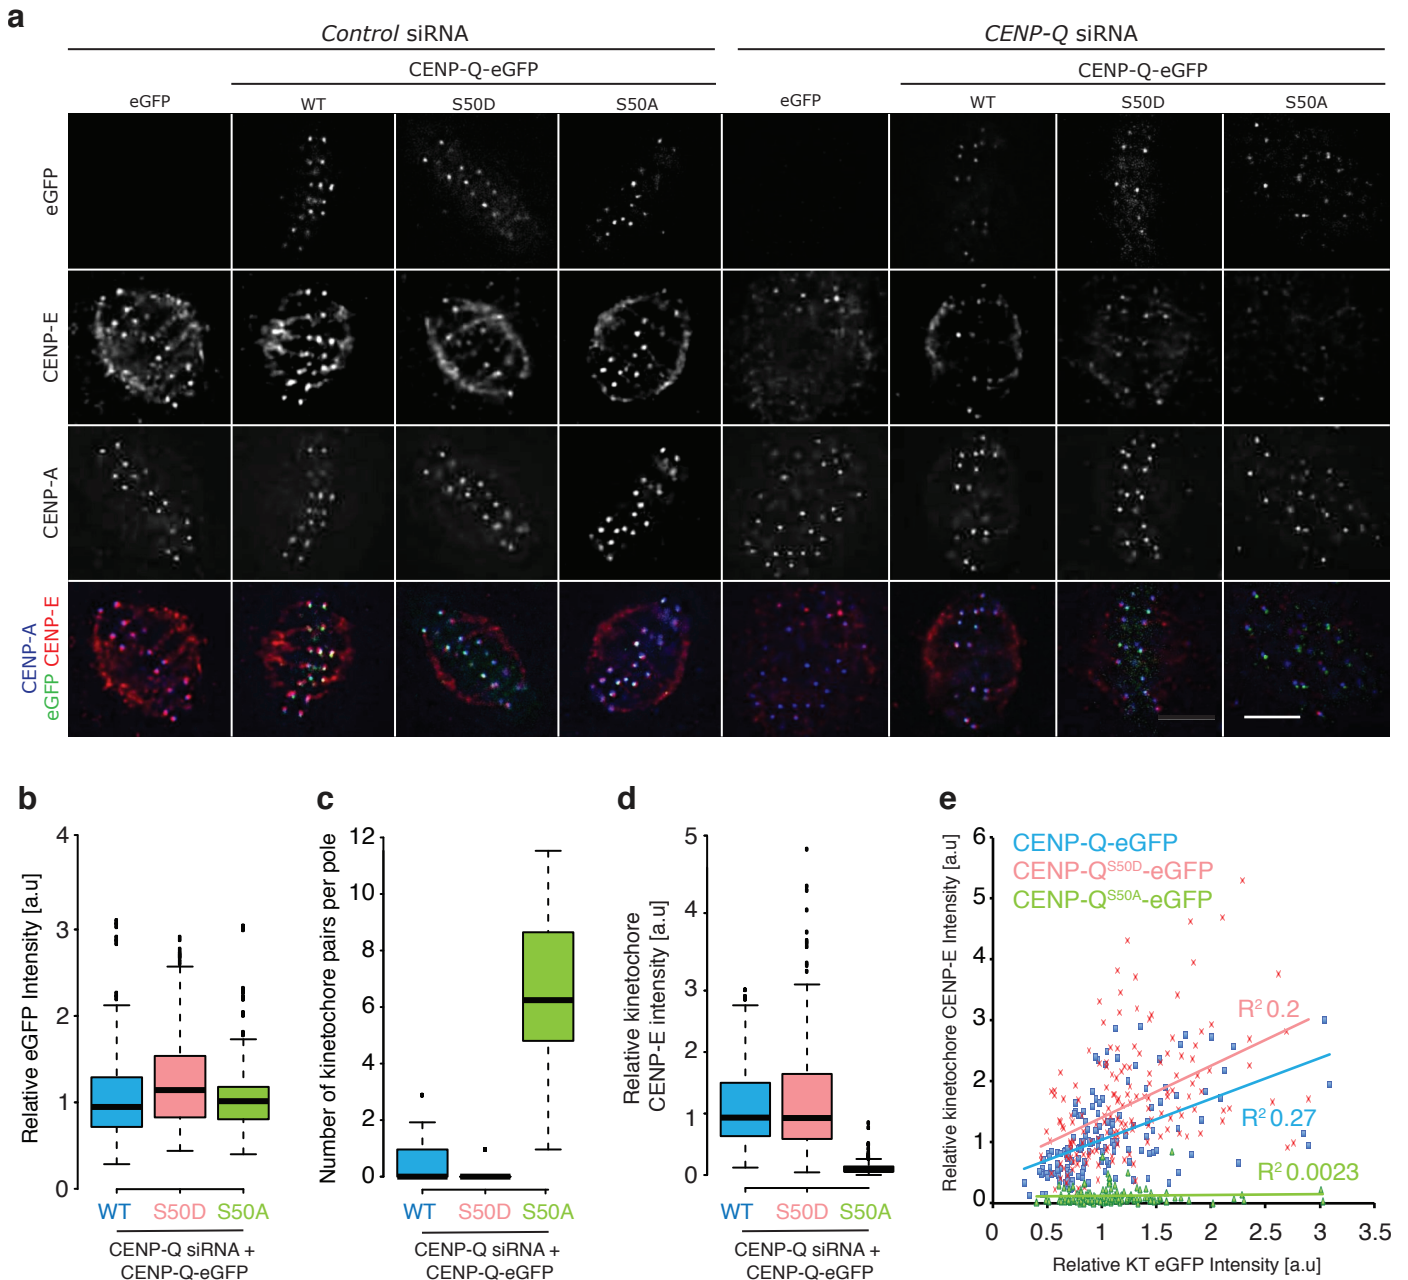 a
Control siRNA
CENP-Q siRNA
CENP-Q-eGFP
CENP-Q-eGFP
eGFP
WT
S50D
S50A
eGFP
WT
S50D
S50A
eGFP
CENP-E
CENP-A
CENP-A
eGFP CENP-E
b
Relative eGFP Intensity [a.u]
4
3
2
1
0
WT
S50D
S50A
CENP-Q siRNA +
CENP-Q-eGFP
c
Number of kinetochore pairs per pole
12
10
8
6
4
2
0
WT
S50D
S50A
CENP-Q siRNA +
CENP-Q-eGFP
d
Relative kinetochore
CENP-E intensity [a.u]
5
4
3
2
1
0
WT
S50D
S50A
CENP-Q siRNA +
CENP-Q-eGFP
e
Relative kinetochore CENP-E Intensity [a.u]
6
5
4
3
2
1
0
CENP-Q-eGFP
CENP-Q^S50D-eGFP
CENP-Q^S50A-eGFP
R² 0.2
R² 0.27
R² 0.0023
0
0.5
1
1.5
2
2.5
3
3.5
Relative KT eGFP Intensity [a.u]